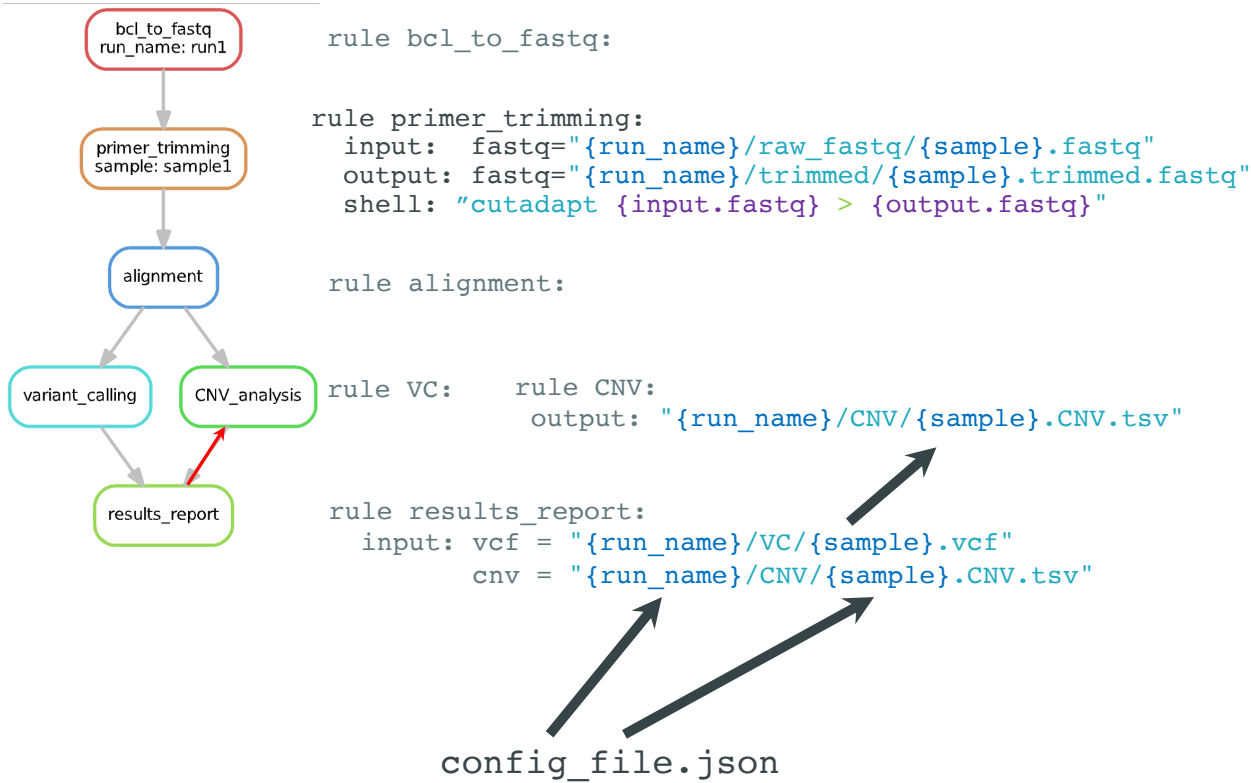 bcl_to_fastq
run_name: run1
rule bcl_to_fastq:
primer_trimming
sample: sample1
rule primer_trimming:
input: fastq="{run_name}/raw_fastq/{sample}.fastq"
output: fastq="{run_name}/trimmed/{sample}.trimmed.fastq"
shell: ”cutadapt {input.fastq} > {output.fastq}"
alignment
rule alignment:
variant_calling
CNV_analysis
rule VC:
rule CNV:
output: "{run_name}/CNV/{sample}.CNV.tsv"
results_report
rule results_report:
input: vcf = "{run_name}/VC/{sample}.vcf"
cnv = "{run_name}/CNV/{sample}.CNV.tsv"
config_file.json